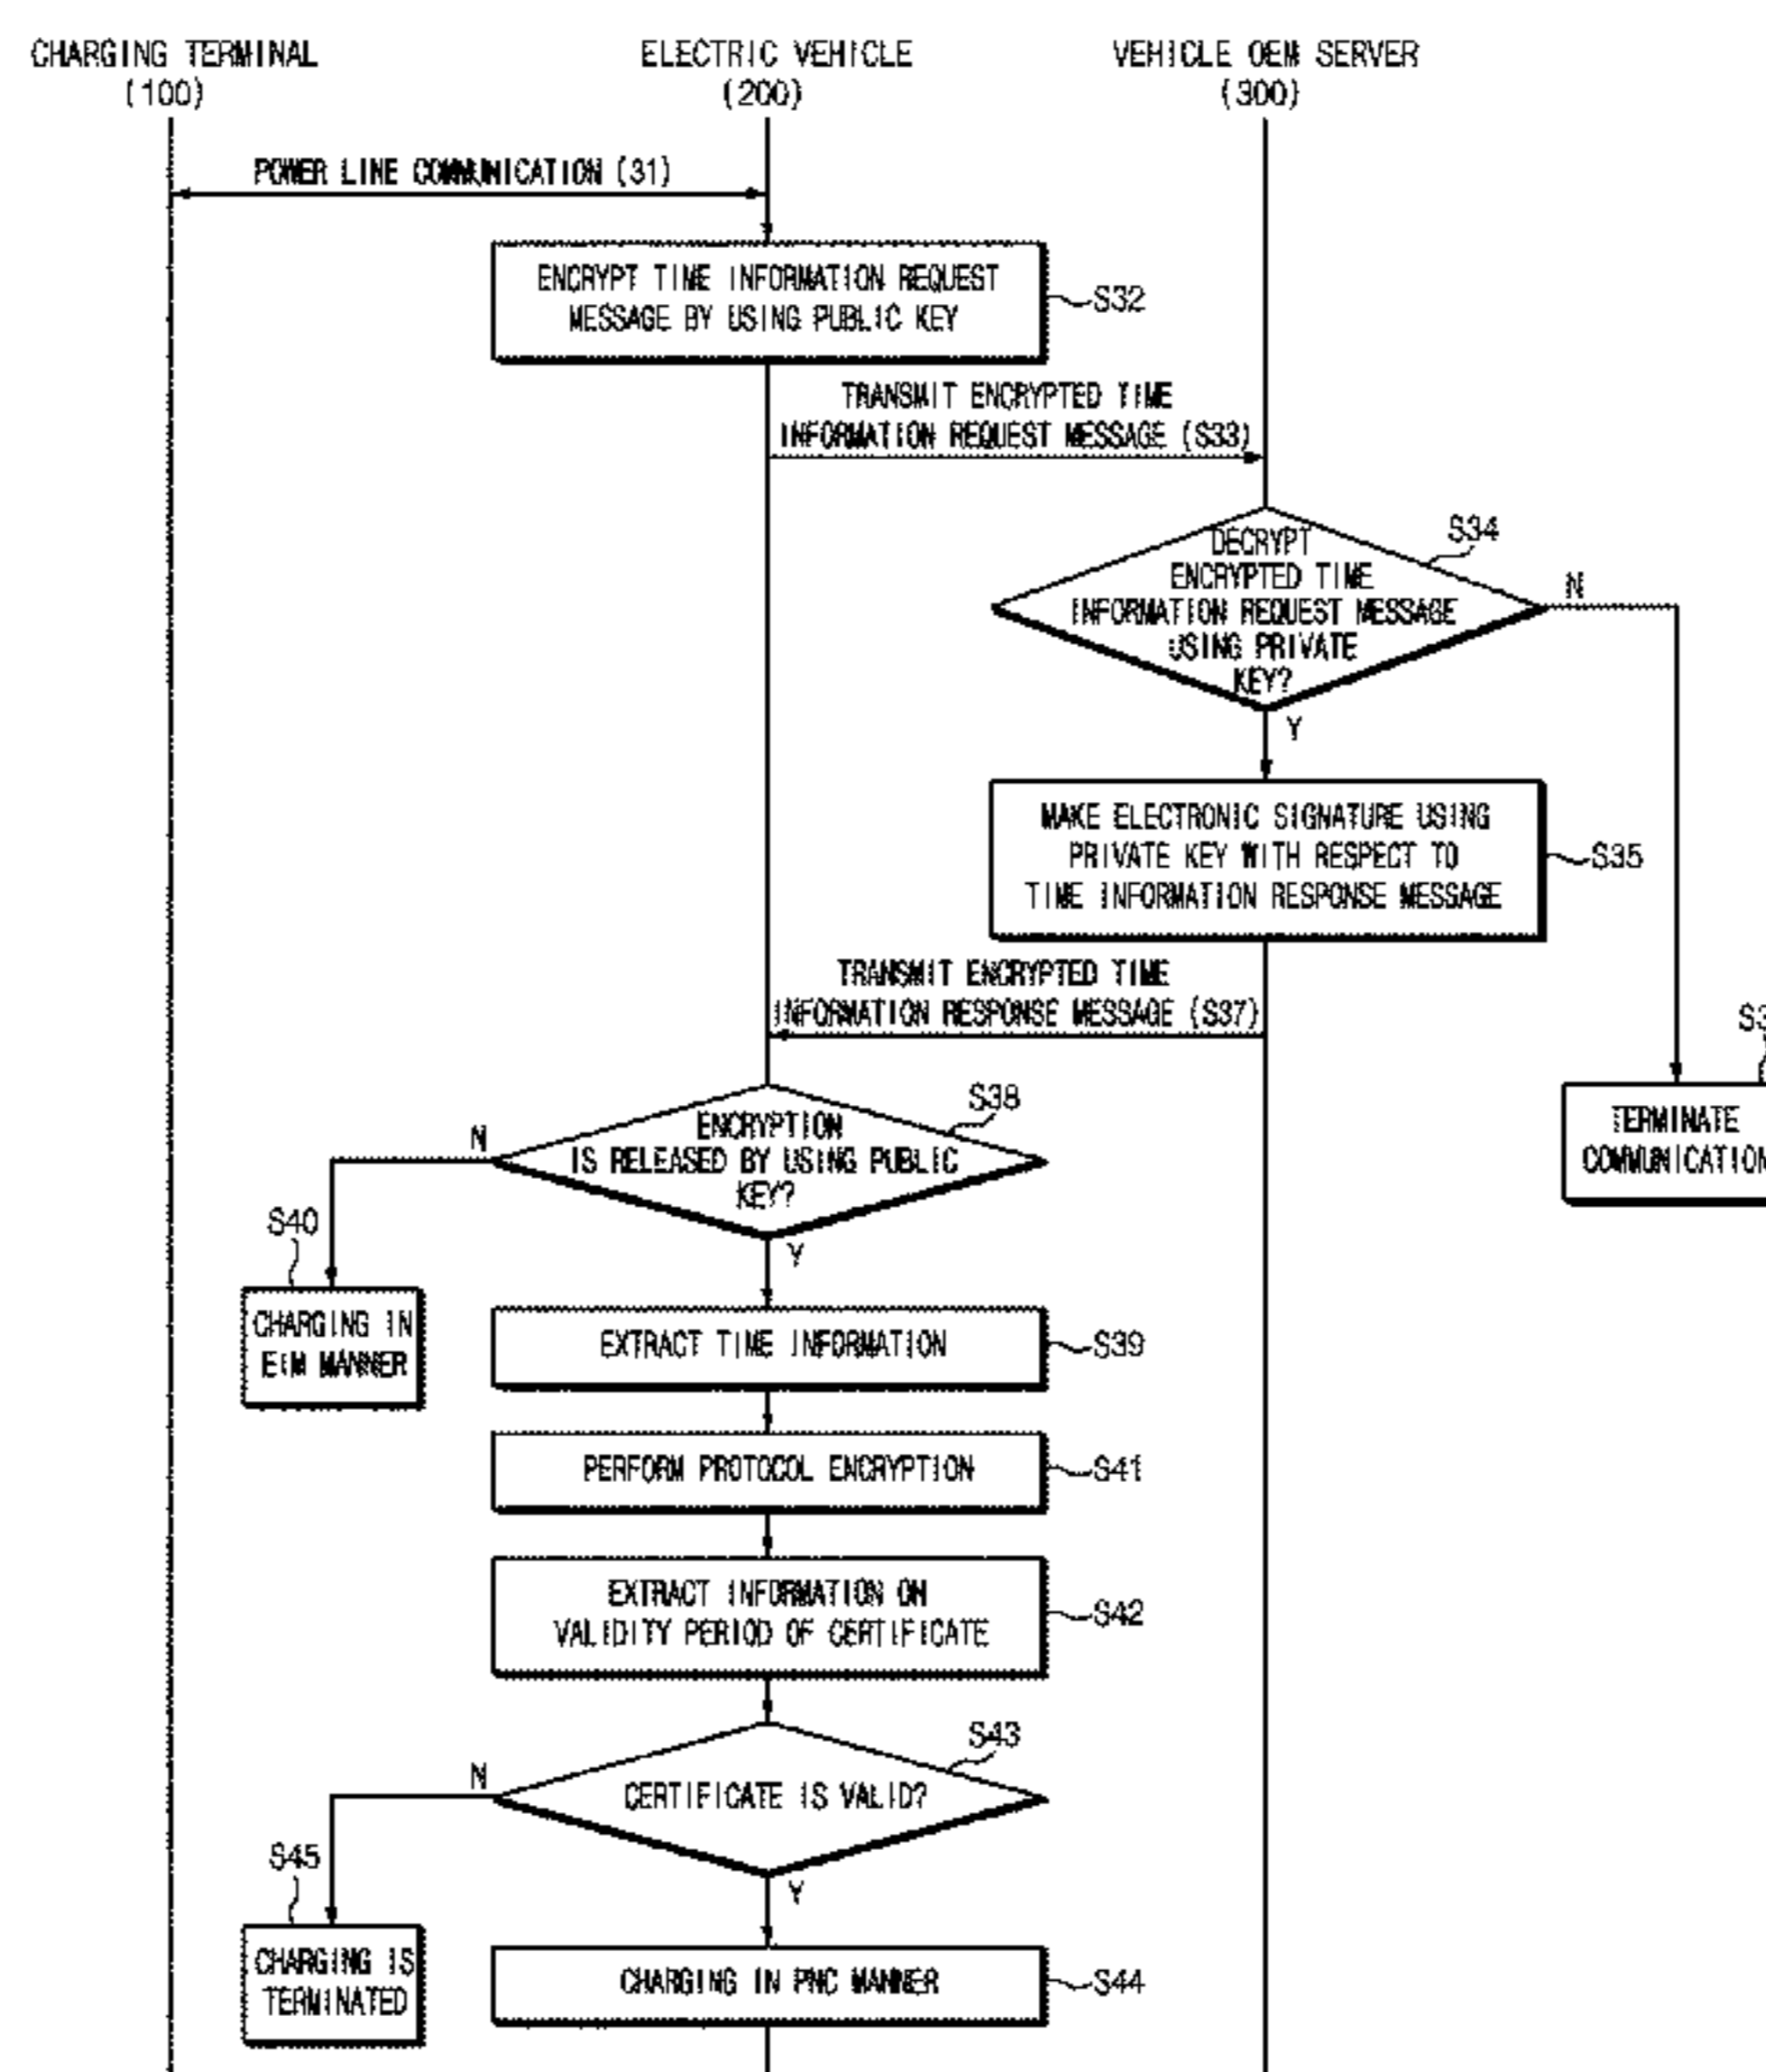 CHARGING TERMINAL
(100)
ELECTRIC VEHICLE
(200)
VEHICLE OEM SERVER
(300)
POWER LINE COMMUNICATION (31)
ENCRYPT TIME INFORMATION REQUEST
MESSAGE BY USING PUBLIC KEY
S32
TRANSMIT ENCRYPTED TIME
INFORMATION REQUEST MESSAGE (S33)
S34
DECRYPT
ENCRYPTED TIME
INFORMATION REQUEST MESSAGE
USING PRIVATE
KEY?
N
Y
MAKE ELECTRONIC SIGNATURE USING
PRIVATE KEY WITH RESPECT TO
TIME INFORMATION RESPONSE MESSAGE
S35
TRANSMIT ENCRYPTED TIME
INFORMATION RESPONSE MESSAGE (S37)
TERMINATE
COMMUNICATION
S38
ENCRYPTION
IS RELEASED BY USING PUBLIC
KEY?
N
Y
S40
CHARGING IN
EIM MANNER
EXTRACT TIME INFORMATION
S39
PERFORM PROTOCOL ENCRYPTION
S41
EXTRACT INFORMATION ON
VALIDITY PERIOD OF CERTIFICATE
S42
S43
CERTIFICATE IS VALID?
N
Y
S45
CHARGING IS
TERMINATED
CHARGING IN PNC MANNER
S44